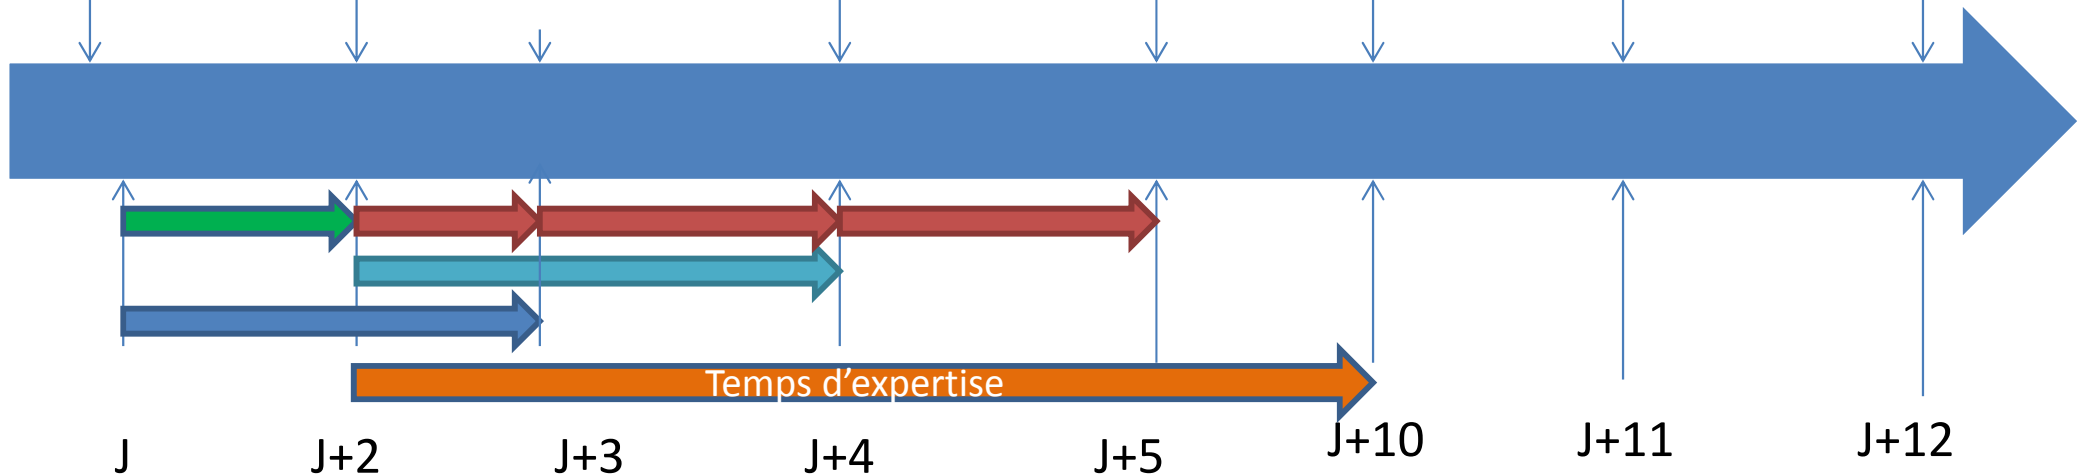 Temps d’expertise
J J+2 J+3 J+4 J+5 J+10 J+11 J+12